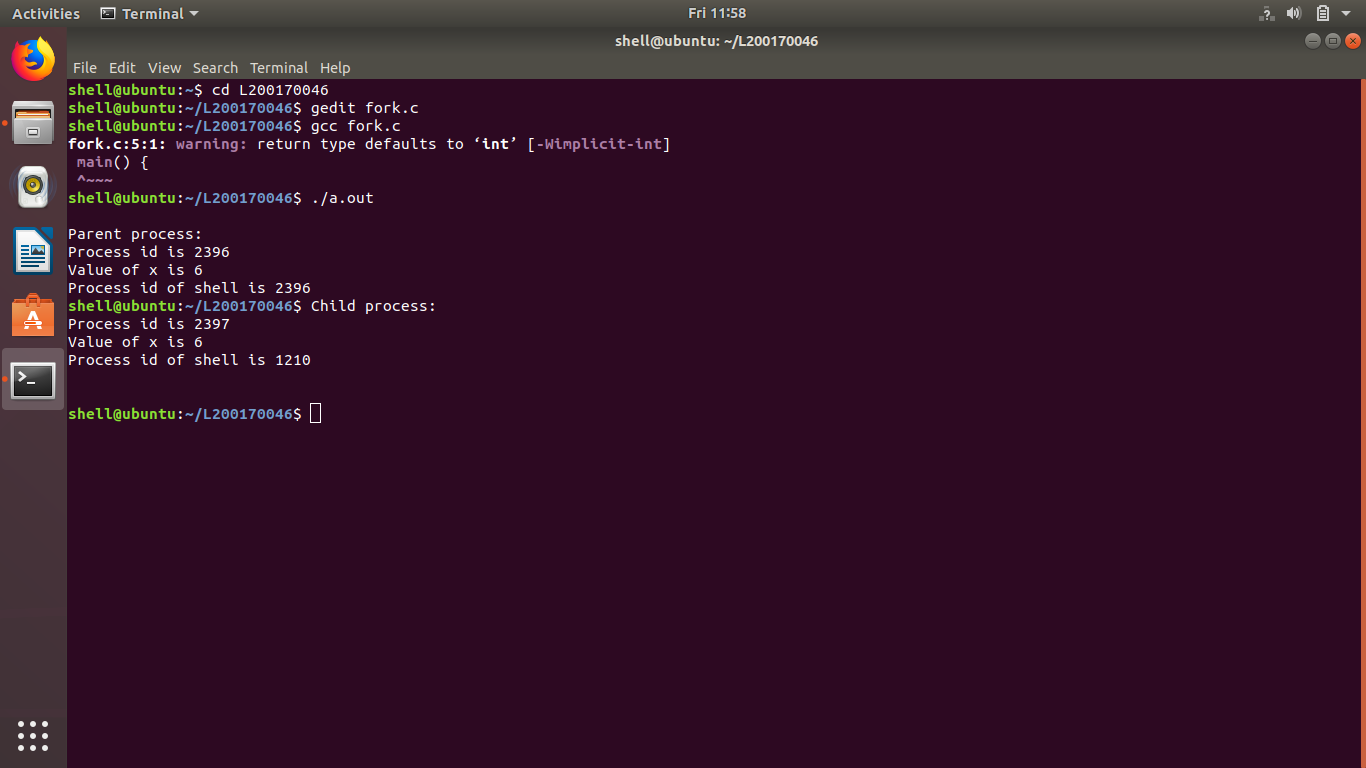 Activities
Terminal
Fri 11:58
shell@ubuntu: ~/L200170046
File Edit View Search Terminal Help
shell@ubuntu:~$ cd L200170046
shell@ubuntu:~/L200170046$ gedit fork.c
shell@ubuntu:~/L200170046$ gcc fork.c
fork.c:5:1: warning: return type defaults to ‘int’ [-Wimplicit-int]
 main() {
 ^~~~
shell@ubuntu:~/L200170046$ ./a.out
Parent process:
Process id is 2396
Value of x is 6
Process id of shell is 2396
shell@ubuntu:~/L200170046$ Child process:
Process id is 2397
Value of x is 6
Process id of shell is 1210
shell@ubuntu:~/L200170046$